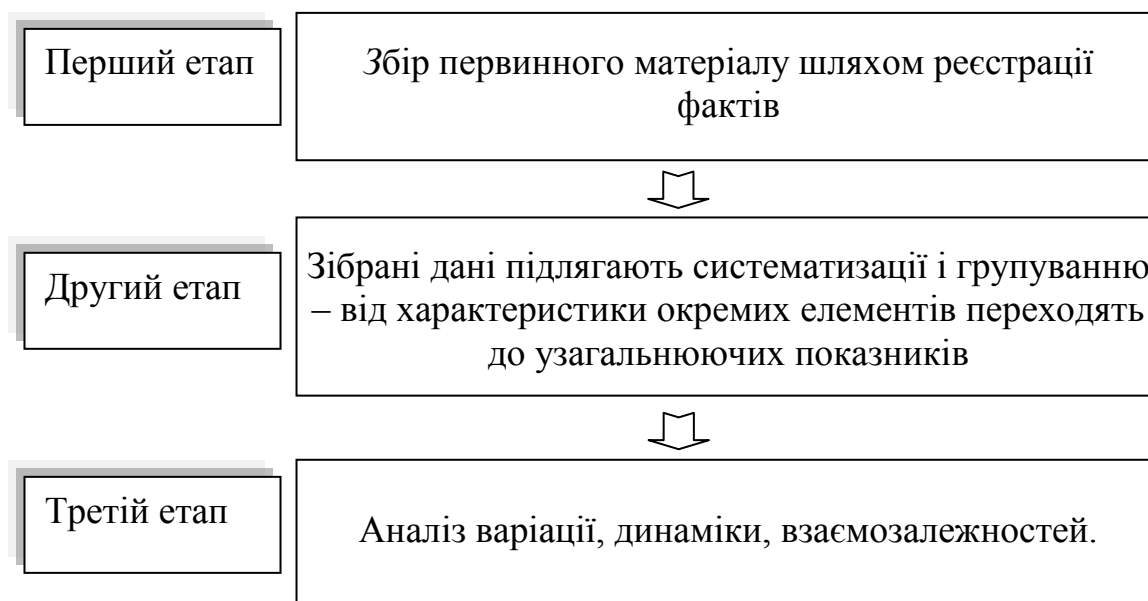 Перший етап
Збір первинного матеріалу шляхом реєстрації
фактів
Другий етап
Зібрані дані підлягають систематизації і групуванню
– від характеристики окремих елементів переходять
до узагальнюючих показників
Третій етап
Аналіз варіації, динаміки, взаємозалежностей.